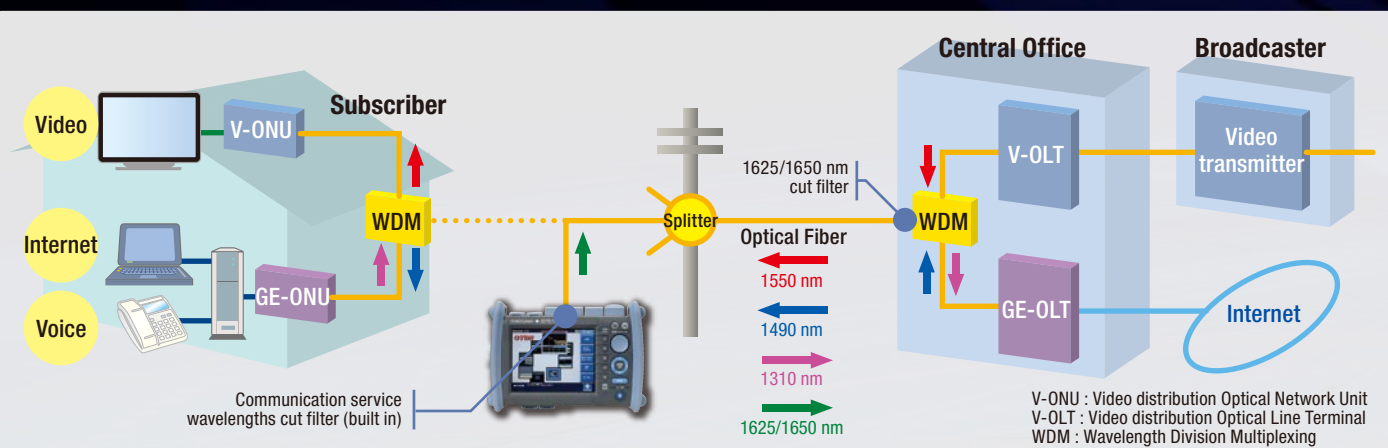 Central Office
Broadcaster
Subscriber
Video
V-ONU
V-OLT
Video
transmitter
1625/1650 nm
cut filter
WDM
Splitter
WDM
Internet
Optical Fiber
1550 nm
GE-ONU
GE-OLT
Internet
Voice
1490 nm
1310 nm
Communication service
wavelengths cut filter (built in)
1625/1650 nm
V-ONU : Video distribution Optical Network Unit
V-OLT : Video distribution Optical Line Terminal
WDM : Wavelength Division Multiplexing